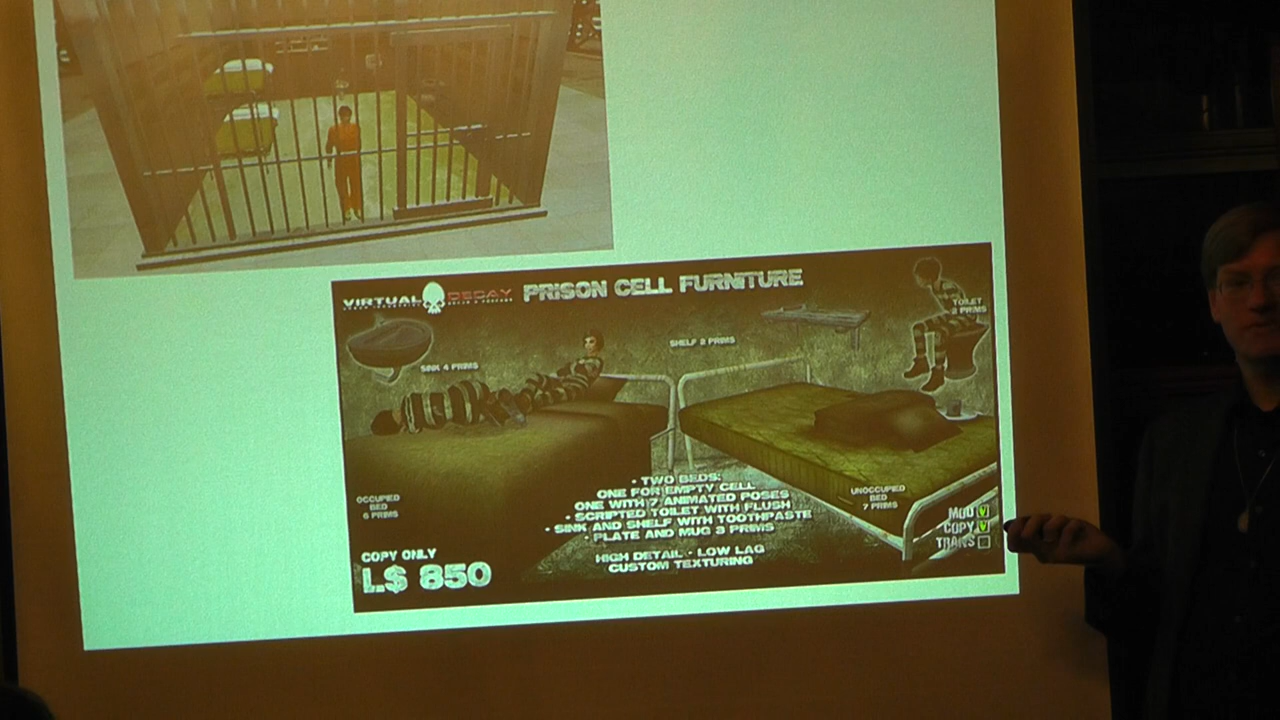 VIRTUAL DECAY
PRISON CELL FURNITURE
TOILET
2 PRIMS
SHELF 2 PRIMS
SINK 4 PRIMS
• TWO BEDS:
ONE FOR EMPTY CELL
ONE WITH 7 ANIMATED POSES
• SCRIPTED TOILET WITH FLUSH
• SINK AND SHELF WITH TOOTHPASTE
• PLATE AND MUG 3 PRIMS
HIGH DETAIL - LOW LAG
CUSTOM TEXTURING
OCCUPIED
BED
6 PRIMS
UNOCCUPIED
BED
7 PRIMS
MOD
COPY
TRANS
COPY ONLY
L$ 850